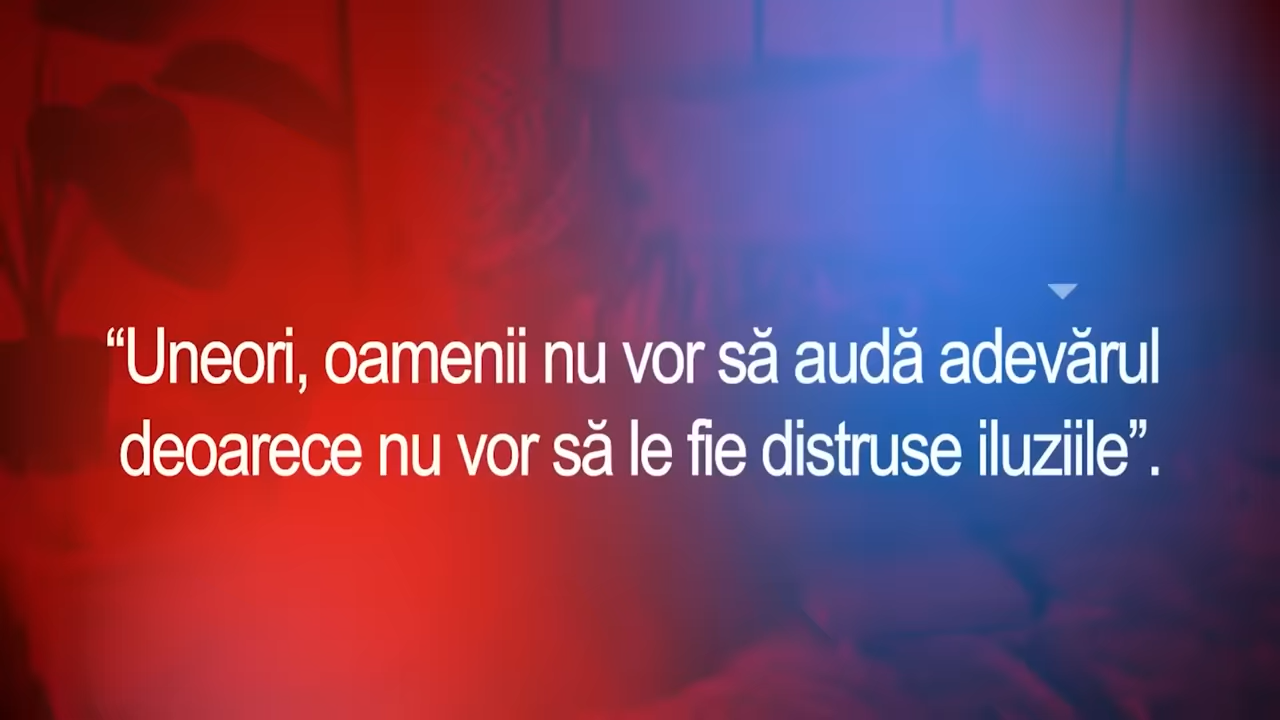 “Uneori, oamenii nu vor să audă adevărul
deoarece nu vor să le fie distruse iluziile”.